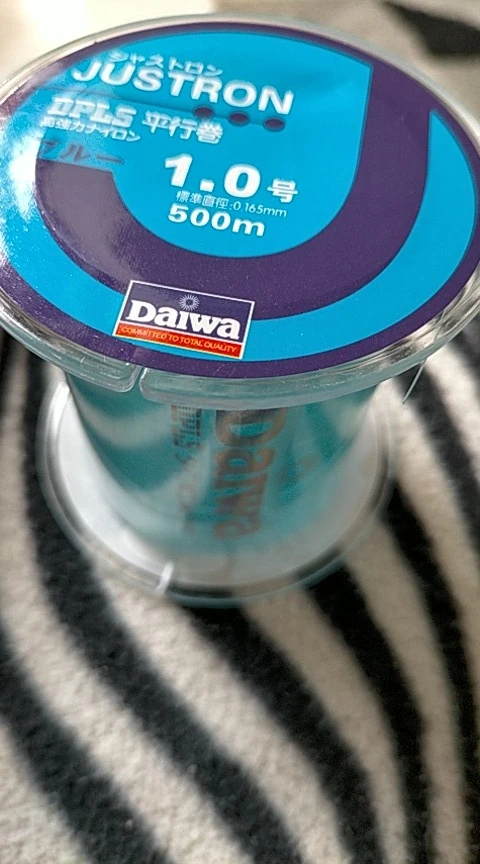 ジャストロン
JUSTRON
DPLS 平行巻
高強力ナイロン
ブルー
1.0号
標準直径:0.165mm
500m
Daiwa
COMMITTED TO TOTAL QUALITY
Daiwa